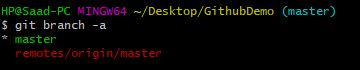 HP@Saad-PC MINGW64 ~/Desktop/GithubDemo (master)
$ git branch -a
* master
  remotes/origin/master